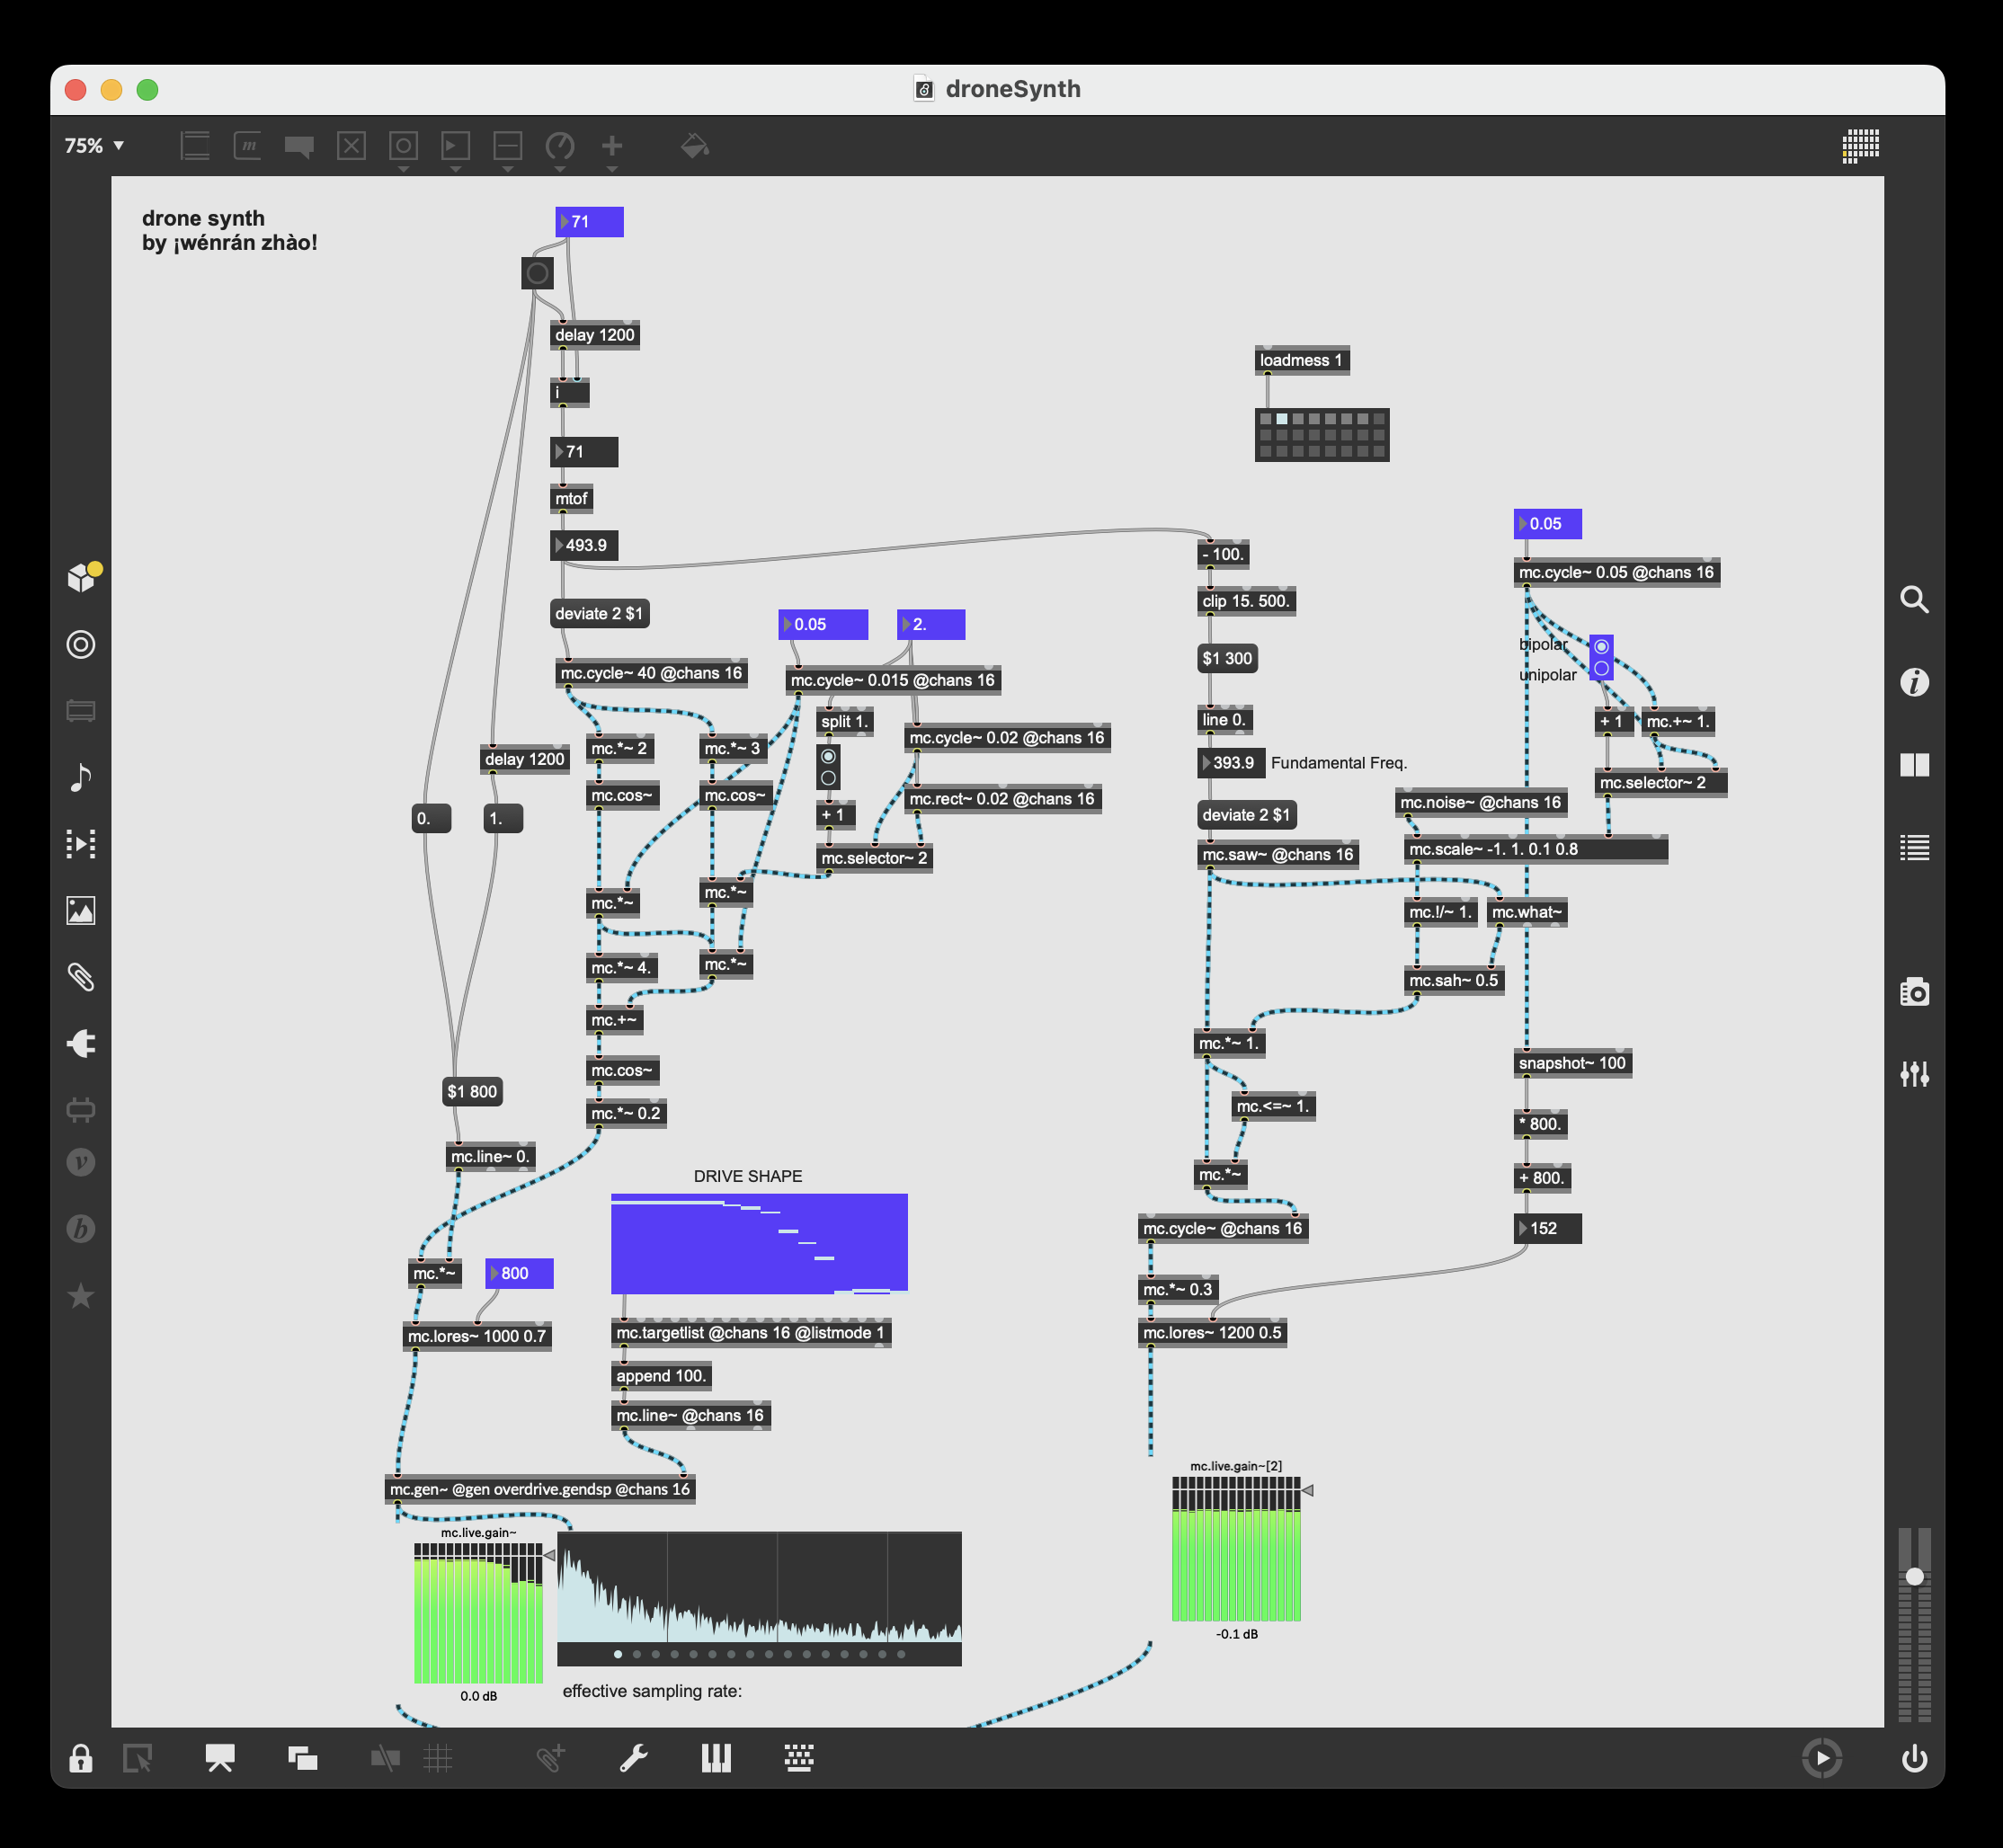 droneSynth
75%
drone synth
by ¡wénrán zhào!
71
delay 1200
i
71
mtof
493.9
deviate 2 $1
mc.cycle~ 40 @chans 16
mc.*~ 2
mc.*~ 3
mc.cos~
mc.cos~
delay 1200
0.
1.
0.05
2.
mc.cycle~ 0.015 @chans 16
split 1.
mc.cycle~ 0.02 @chans 16
mc.rect~ 0.02 @chans 16
+ 1
mc.selector~ 2
mc.*~
mc.*~
mc.*~ 4.
mc.*~
mc.+~
mc.cos~
mc.*~ 0.2
$1 800
mc.line~ 0.
mc.*~
800
mc.lores~ 1000 0.7
DRIVE SHAPE
mc.targetlist @chans 16 @listmode 1
append 100.
mc.line~ @chans 16
mc.gen~ @gen overdrive.gendsp @chans 16
mc.live.gain~
0.0 dB
effective sampling rate:
loadmess 1
- 100.
clip 15. 500.
$1 300
line 0.
393.9
Fundamental Freq.
deviate 2 $1
mc.saw~ @chans 16
0.05
mc.cycle~ 0.05 @chans 16
bipolar
unipolar
+ 1
mc.+~ 1.
mc.selector~ 2
mc.noise~ @chans 16
mc.scale~ -1. 1. 0.1 0.8
mc.!/~ 1.
mc.what~
mc.sah~ 0.5
mc.*~ 1.
mc.<=~ 1.
mc.*~
snapshot~ 100
* 800.
+ 800.
152
mc.cycle~ @chans 16
mc.*~ 0.3
mc.lores~ 1200 0.5
mc.live.gain~[2]
-0.1 dB